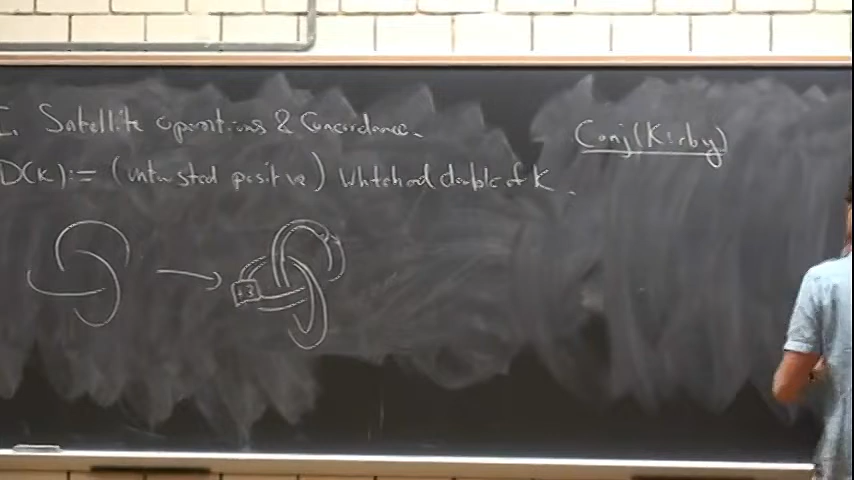 I. Satellite operations & Concordance.
D(K) := (untwisted positive) Whitehead double of K.
+3
Conj (Kirby)